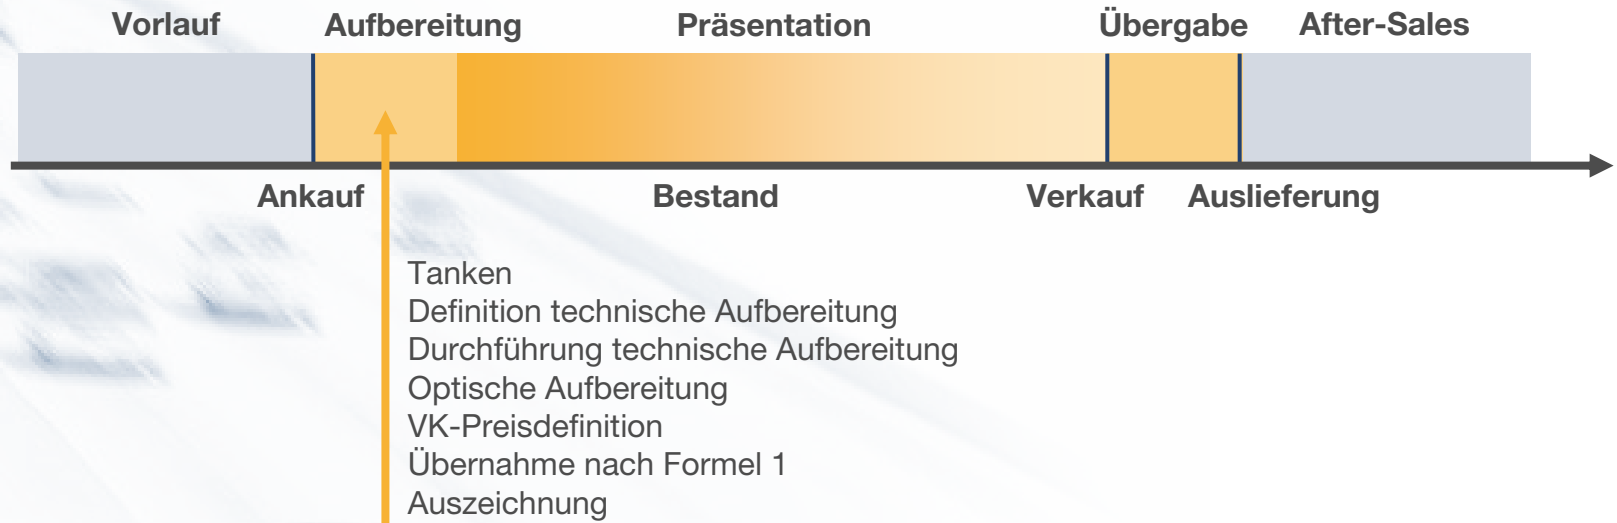 Vorlauf Aufbereitung Präsentation Übergabe After-Sales
Ankauf Bestand Verkauf Auslieferung
Tanken
Definition technische Aufbereitung
Durchführung technische Aufbereitung
Optische Aufbereitung
VK-Preisdefinition
Übernahme nach Formel 1
Auszeichnung